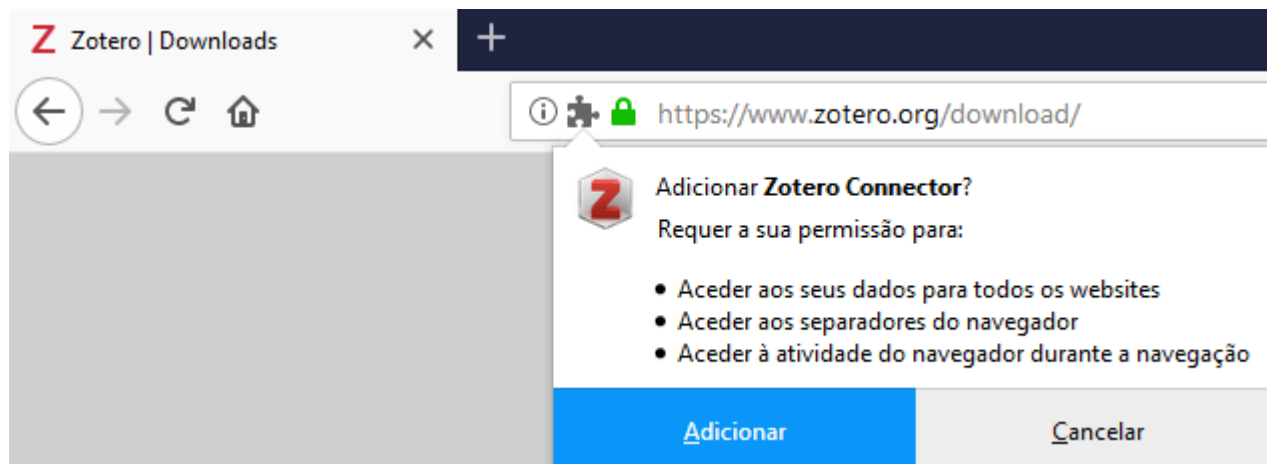 Z Zotero | Downloads
https://www.zotero.org/download/
Z
Adicionar Zotero Connector?
Requer a sua permissão para:
• Aceder aos seus dados para todos os websites
• Aceder aos separadores do navegador
• Aceder à atividade do navegador durante a navegação
Adicionar Cancelar